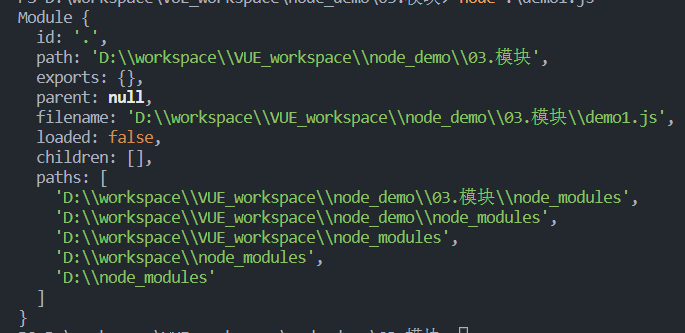 Module {
  id: '.',
  path: 'D:\\workspace\\VUE_workspace\\node_demo\\03.模块',
  exports: {},
  parent: null,
  filename: 'D:\\workspace\\VUE_workspace\\node_demo\\03.模块\\demo1.js',
  loaded: false,
  children: [],
  paths: [
    'D:\\workspace\\VUE_workspace\\node_demo\\03.模块\\node_modules',
    'D:\\workspace\\VUE_workspace\\node_demo\\node_modules',
    'D:\\workspace\\VUE_workspace\\node_modules',
    'D:\\workspace\\node_modules',
    'D:\\node_modules'
  ]
}